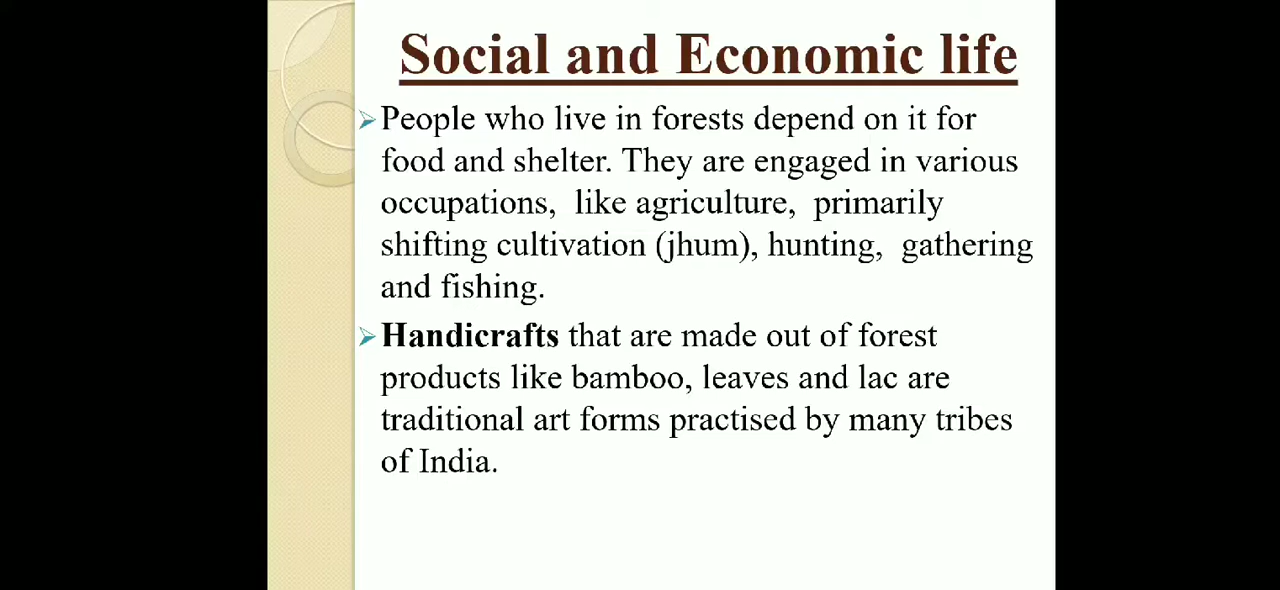 Social and Economic life
People who live in forests depend on it for
food and shelter. They are engaged in various
occupations, like agriculture, primarily
shifting cultivation (jhum), hunting, gathering
and fishing.
Handicrafts that are made out of forest
products like bamboo, leaves and lac are
traditional art forms practised by many tribes
of India.